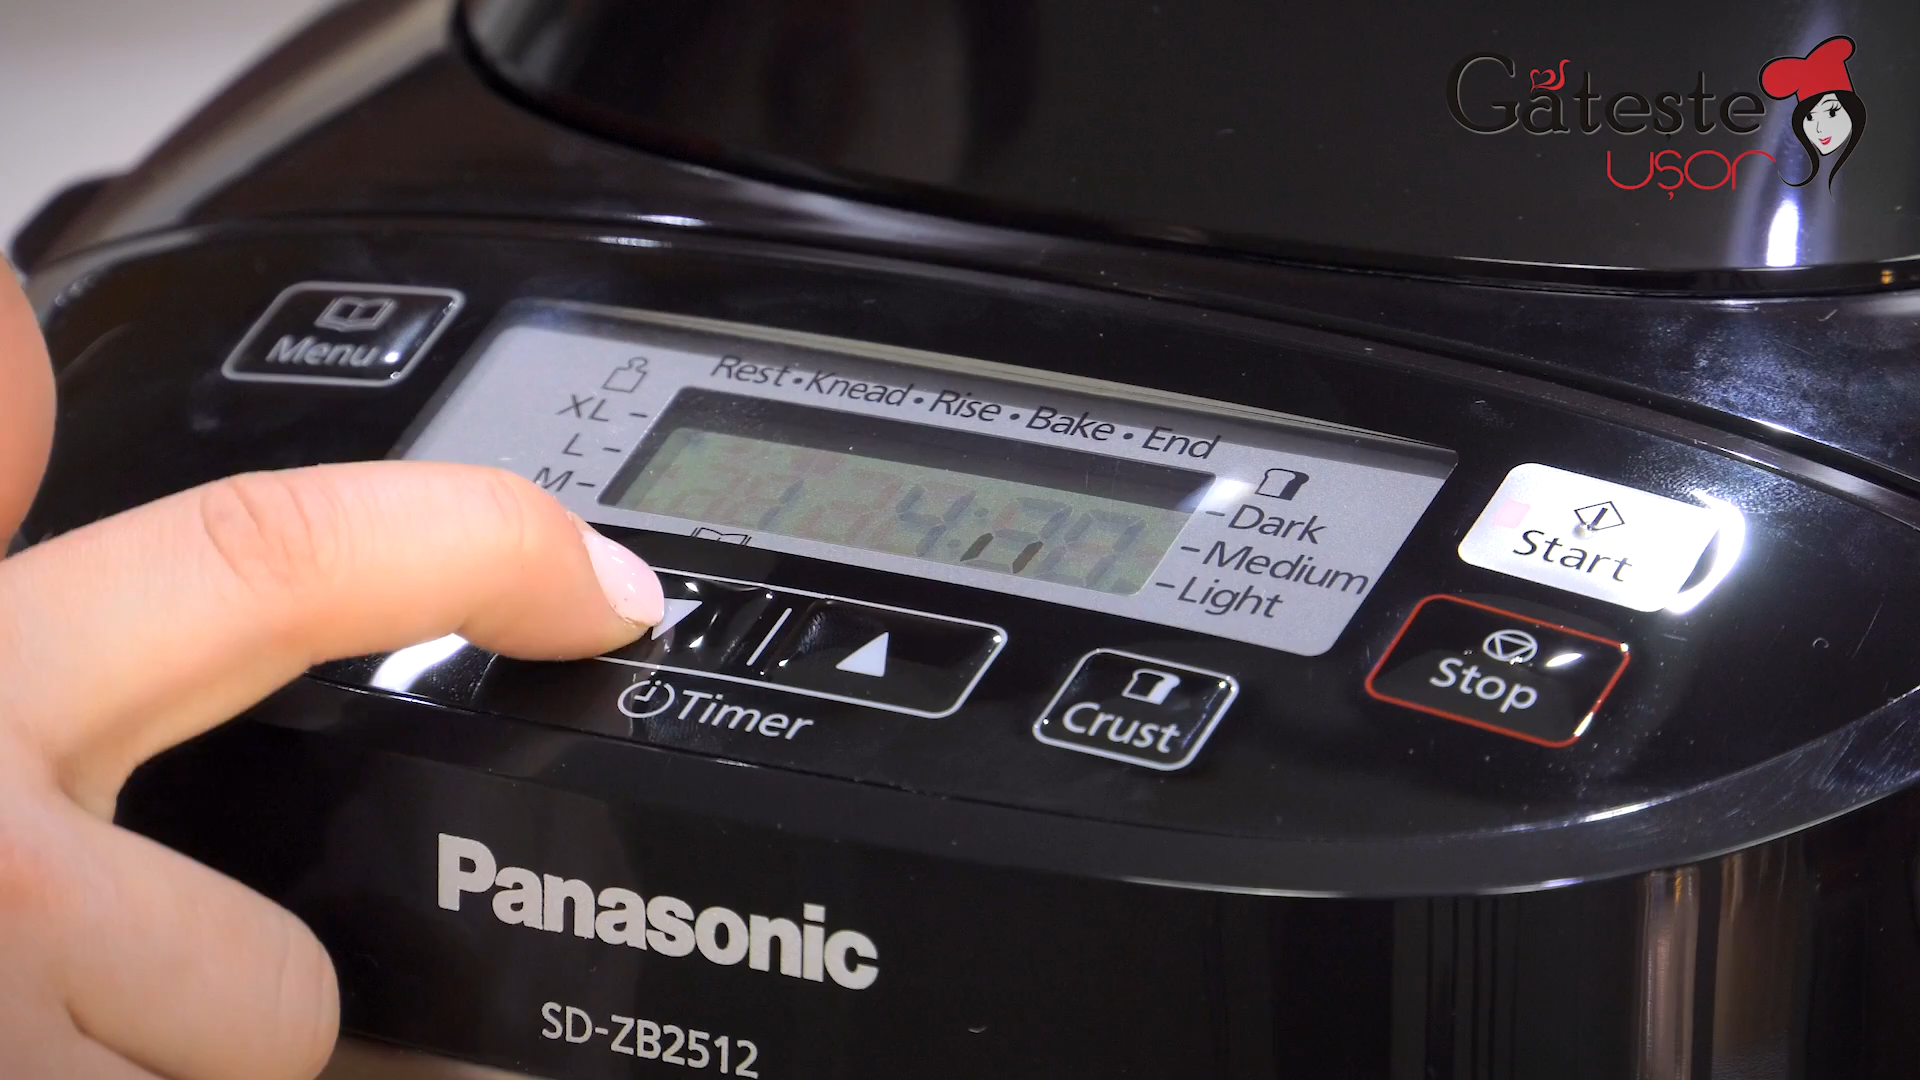 Gătește
ușor
Menu
Rest • Knead • Rise • Bake • End
XL -
L -
M -
- Dark
- Medium
- Light
Start
Stop
Timer
Crust
Panasonic
SD-ZB2512